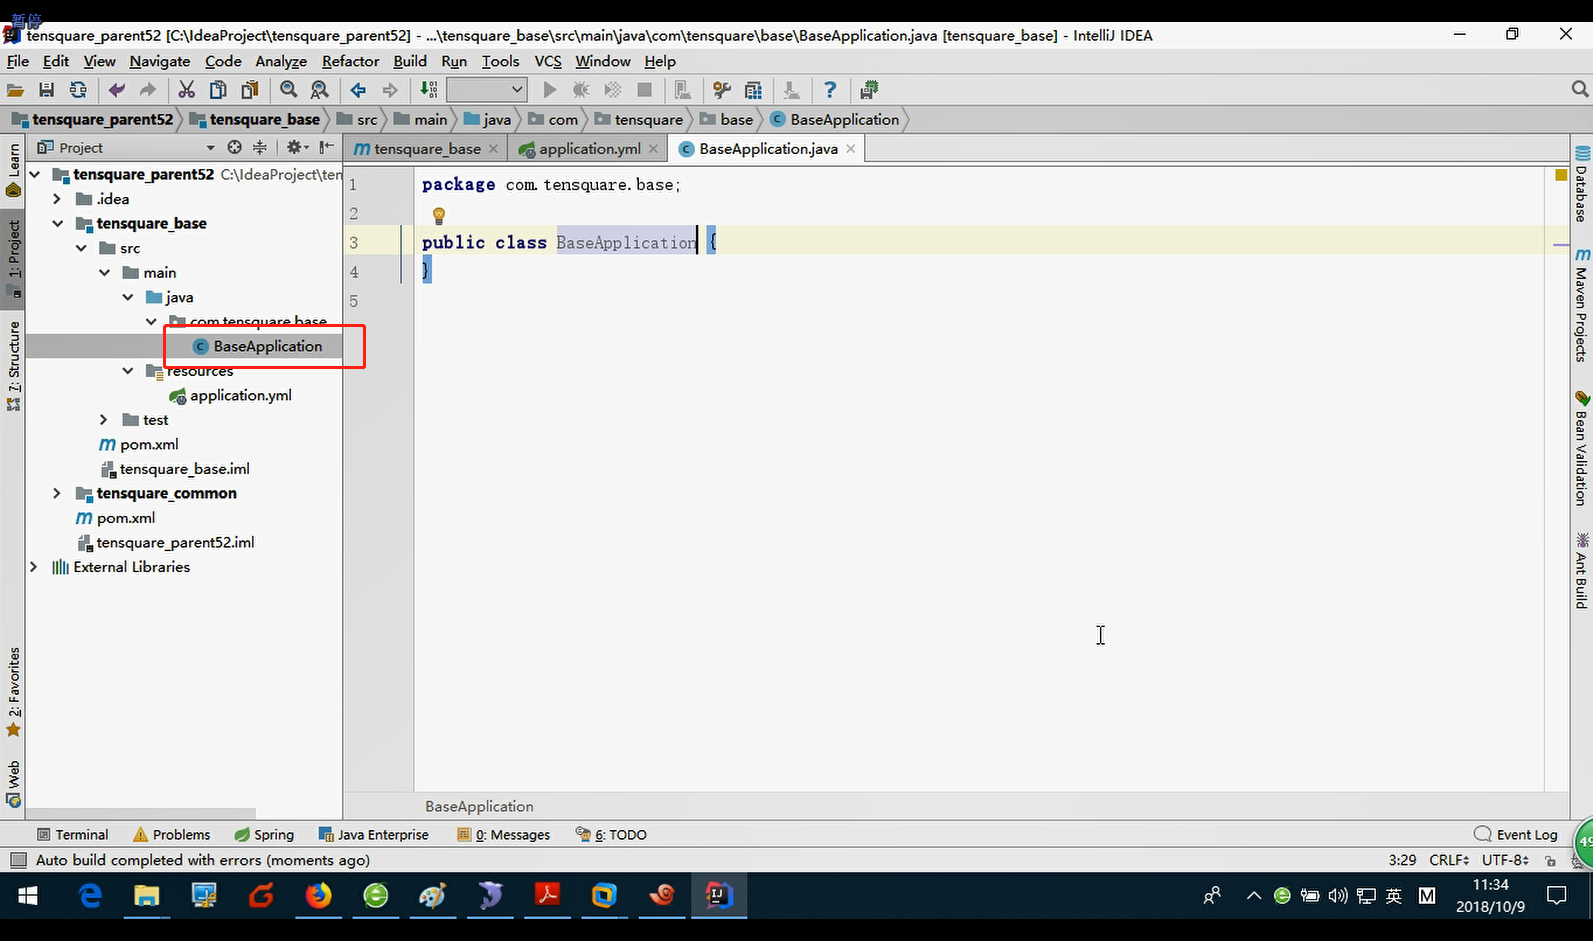 暂停
tensquare_parent52 [C:\IdeaProject\tensquare_parent52] - ...\tensquare_base\src\main\java\com\tensquare\base\BaseApplication.java [tensquare_base] - IntelliJ IDEA
File Edit View Navigate Code Analyze Refactor Build Run Tools VCS Window Help
tensquare_parent52 tensquare_base src main java com tensquare base BaseApplication
Project
tensquare_base application.yml BaseApplication.java
Learn
1: Project
7: Structure
2: Favorites
Web
tensquare_parent52 C:\IdeaProject\ten
.idea
tensquare_base
src
main
java
com.tensquare.base
BaseApplication
resources
application.yml
test
pom.xml
tensquare_base.iml
tensquare_common
pom.xml
tensquare_parent52.iml
External Libraries
1 package com.tensquare.base;
2
3 public class BaseApplication {
4 }
5
Database
Maven Projects
Bean Validation
Ant Build
BaseApplication
Terminal Problems Spring Java Enterprise 0: Messages 6: TODO Event Log
49
Auto build completed with errors (moments ago) 3:29 CRLF UTF-8
英 M
11:34
2018/10/9